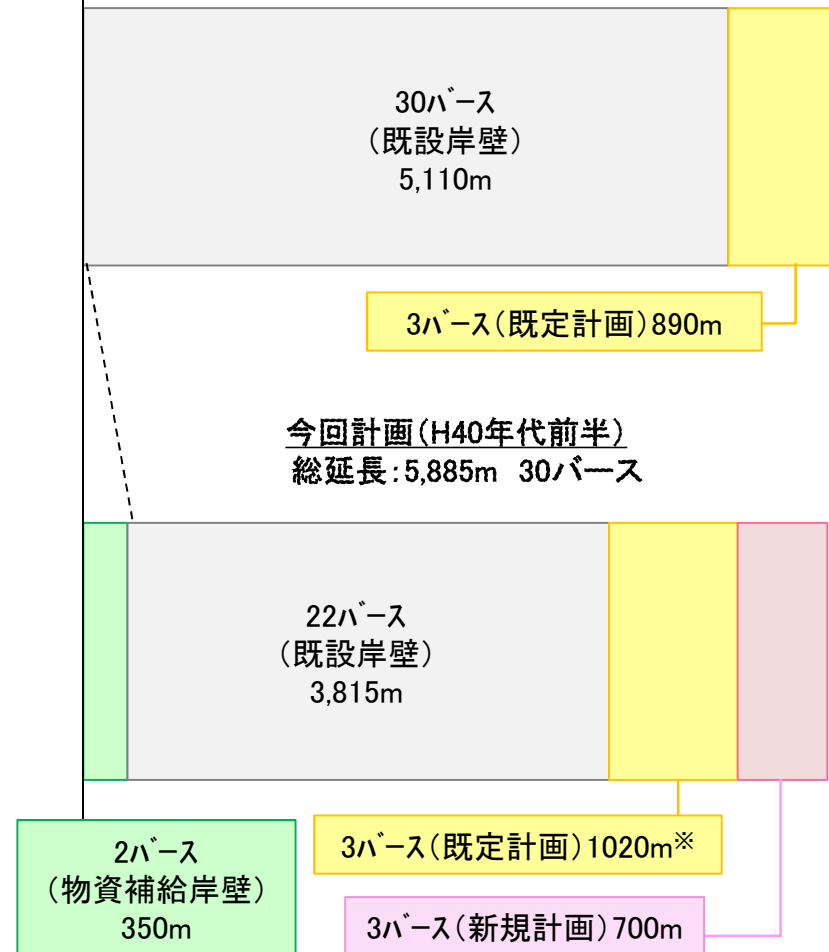 30バース
(既設岸壁)
5,110m
3バース(既定計画)890m
今回計画(H40年代前半)
総延長:5,885m 30バース
22バース
(既設岸壁)
3,815m
2バース
(物資補給岸壁)
350m
3バース(既定計画)1020m※
3バース(新規計画)700m